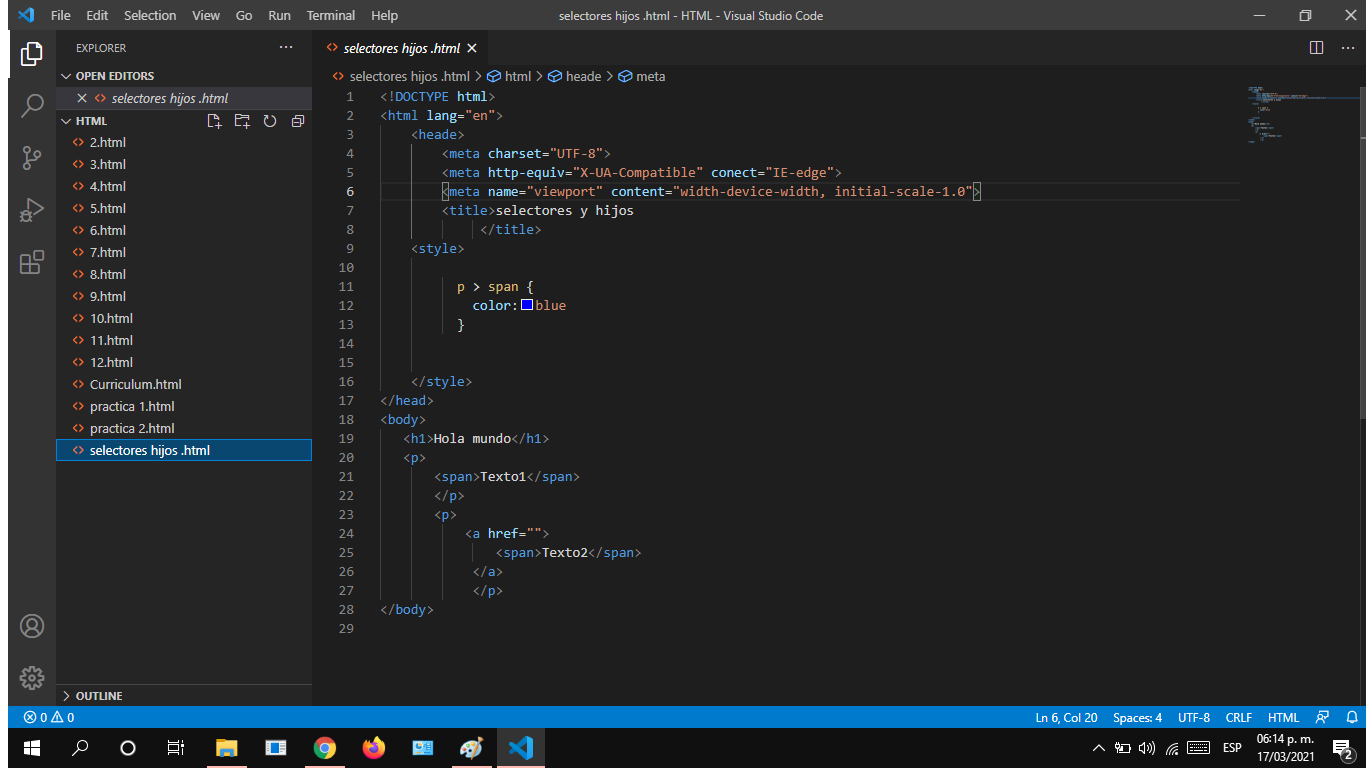 File Edit Selection View Go Run Terminal Help
selectores hijos .html - HTML - Visual Studio Code
EXPLORER
OPEN EDITORS
selectores hijos .html
HTML
2.html
3.html
4.html
5.html
6.html
7.html
8.html
9.html
10.html
11.html
12.html
Curriculum.html
practica 1.html
practica 2.html
selectores hijos .html
OUTLINE
selectores hijos .html
selectores hijos .html > html > heade > meta
1 <!DOCTYPE html>
2 <html lang="en">
3 <heade>
4 <meta charset="UTF-8">
5 <meta http-equiv="X-UA-Compatible" conect="IE-edge">
6 <meta name="viewport" content="width-device-width, initial-scale-1.0">
7 <title>selectores y hijos
8 </title>
9 <style>
10
11 p > span {
12 color:blue
13 }
14
15
16 </style>
17 </head>
18 <body>
19 <h1>Hola mundo</h1>
20 <p>
21 <span>Texto1</span>
22 </p>
23 <p>
24 <a href="">
25 <span>Texto2</span>
26 </a>
27 </p>
28 </body>
29
0 0
Ln 6, Col 20 Spaces: 4 UTF-8 CRLF HTML
ESP
06:14 p. m.
17/03/2021
2